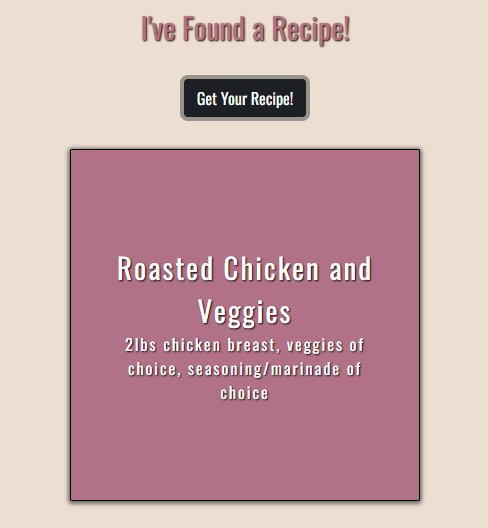 I've Found a Recipe!
Get Your Recipe!
Roasted Chicken and
Veggies
2lbs chicken breast, veggies of
choice, seasoning/marinade of
choice